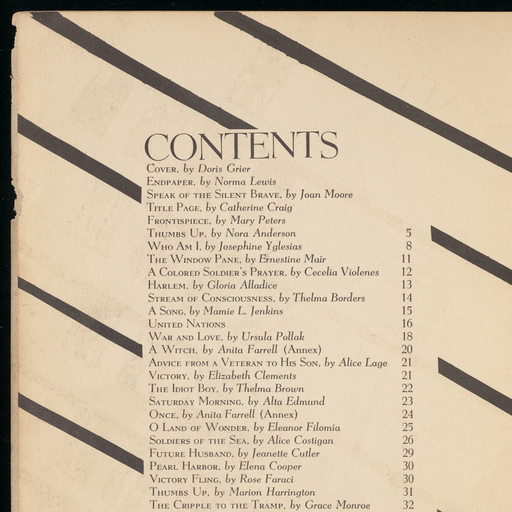 CONTENTS
COVER, by Doris Grier
ENDPAPER, by Norma Lewis
SPEAK OF THE SILENT BRAVE, by Joan Moore
TITLE PAGE, by Catherine Craig
FRONTISPIECE, by Mary Peters
THUMBS UP, by Nora Anderson 5
WHO AM I, by Josephine Yglesias 8
THE WINDOW PANE, by Ernestine Mair 11
A COLORED SOLDIER'S PRAYER, by Cecelia Violenes 12
HARLEM, by Gloria Alladice 13
STREAM OF CONSCIOUSNESS, by Thelma Borders 14
A SONG, by Mamie L. Jenkins 15
UNITED NATIONS 16
WAR AND LOVE, by Ursula Pollak 18
A WITCH, by Anita Farrell (Annex) 20
ADVICE FROM A VETERAN TO HIS SON, by Alice Lage 21
VICTORY, by Elizabeth Clements 21
THE IDIOT BOY, by Thelma Brown 22
SATURDAY MORNING, by Alta Edmund 23
ONCE, by Anita Farrell (Annex) 24
O LAND OF WONDER, by Eleanor Filomia 25
SOLDIERS OF THE SEA, by Alice Costigan 26
FUTURE HUSBAND, by Jeanette Cutler 29
PEARL HARBOR, by Elena Cooper 30
VICTORY FLING, by Rose Faraci 30
THUMBS UP, by Marion Harrington 31
THE CRIPPLE TO THE TRAMP, by Grace Monroe 32